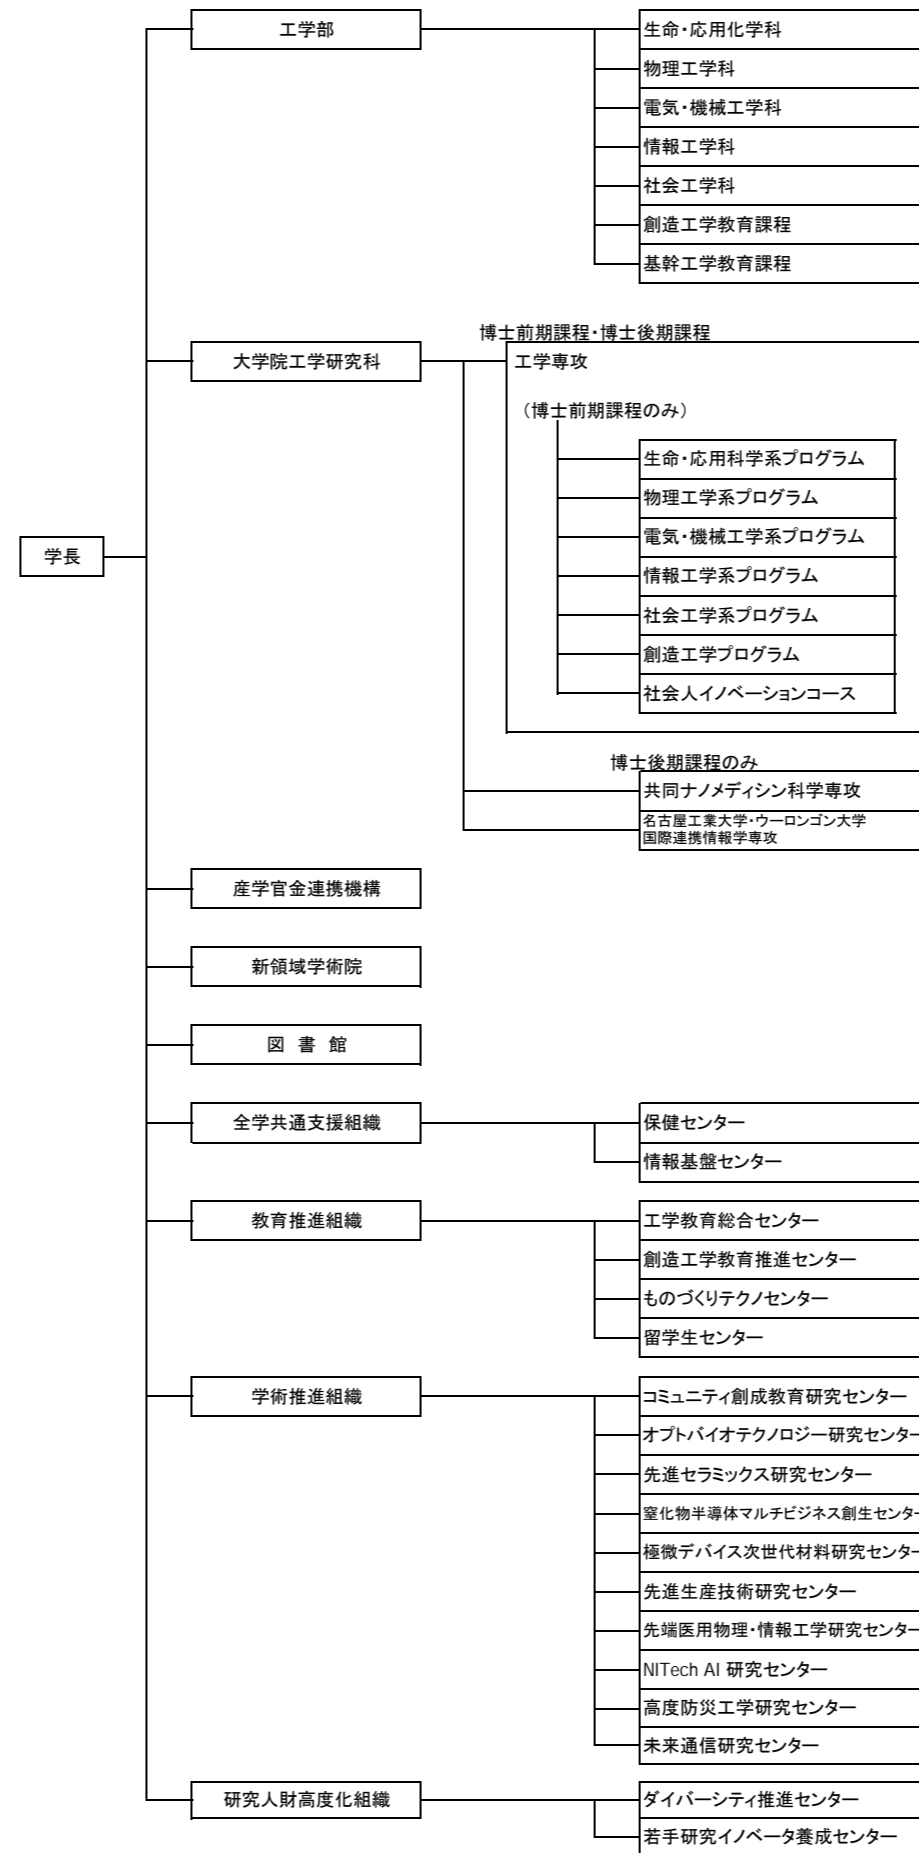 工学部
生命・応用化学科
物理工学科
電気・機械工学科
情報工学科
社会工学科
創造工学教育課程
基幹工学教育課程
博士前期課程・博士後期課程
大学院工学研究科
工学専攻
（博士前期課程のみ）
生命・応用科学系プログラム
物理工学系プログラム
電気・機械工学系プログラム
情報工学系プログラム
社会工学系プログラム
創造工学プログラム
社会人イノベーションコース
学長
博士後期課程のみ
共同ナノメディシン科学専攻
名古屋工業大学・ウーロンゴン大学
国際連携情報学専攻
産学官金連携機構
新領域学術院
図 書 館
全学共通支援組織
保健センター
情報基盤センター
教育推進組織
工学教育総合センター
創造工学教育推進センター
ものづくりテクノセンター
留学生センター
学術推進組織
コミュニティ創成教育研究センター
オプトバイオテクノロジー研究センター
先進セラミックス研究センター
窒化物半導体マルチビジネス創生センター
極微デバイス次世代材料研究センター
先進生産技術研究センター
先端医用物理・情報工学研究センター
NITech AI 研究センター
高度防災工学研究センター
未来通信研究センター
研究人財高度化組織
ダイバーシティ推進センター
若手研究イノベータ養成センター